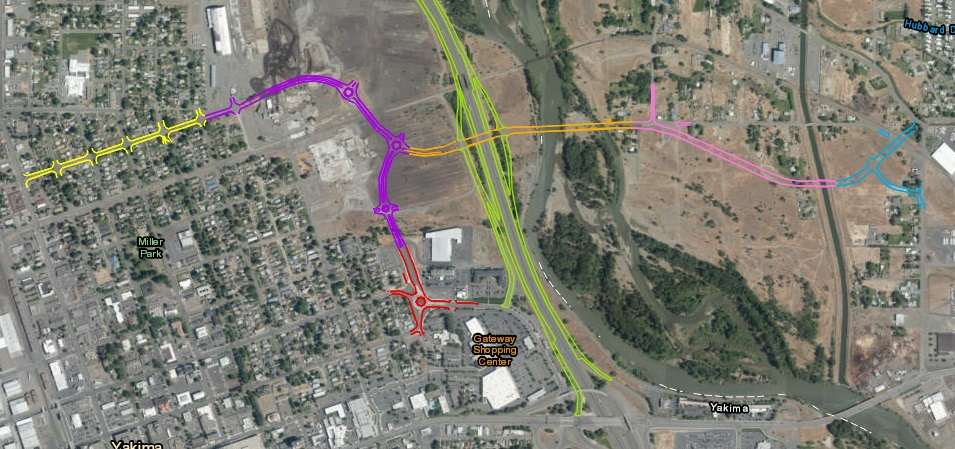 Hubbard D
Miller
Park
Gateway
Shopping
Center
Yakima
Yakima